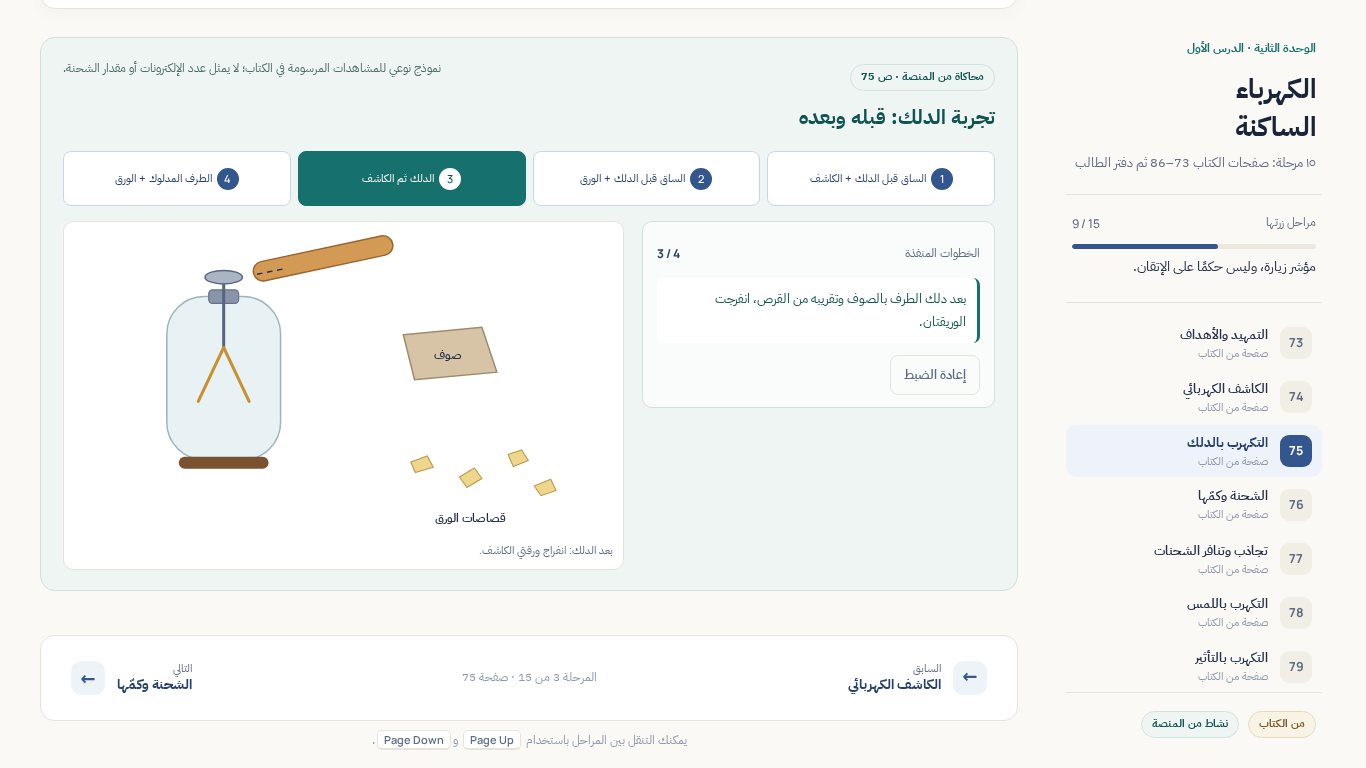 الوحدة الثانية · الدرس الأول
الكهرباء
الساكنة
١٥ مرحلة: صفحات الكتاب 73–86 ثم دفتر الطالب
مراحل زرتها
9 / 15
مؤشر زيارة، وليس حكمًا على الإتقان.
73
التمهيد والأهداف
صفحة من الكتاب
74
الكاشف الكهربائي
صفحة من الكتاب
75
التكهرب بالدلك
صفحة من الكتاب
76
الشحنة وكمّها
صفحة من الكتاب
77
تجاذب وتنافر الشحنات
صفحة من الكتاب
78
التكهرب باللمس
صفحة من الكتاب
79
التكهرب بالتأثير
صفحة من الكتاب
من الكتاب
نشاط من المنصة
محاكاة من المنصة · ص 75
نموذج نوعي للمشاهدات المرسومة في الكتاب؛ لا يمثل عدد الإلكترونات أو مقدار الشحنة.
تجربة الدلك: قبله وبعده
1 الساق قبل الدلك + الكاشف
2 الساق قبل الدلك + الورق
3 الدلك ثم الكاشف
4 الطرف المدلوك + الورق
الخطوات المنفذة
3 / 4
بعد دلك الطرف بالصوف وتقريبه من القرص، انفرجت
الوريقتان.
إعادة الضبط
صوف
قصاصات الورق
بعد الدلك: انفراج ورقتي الكاشف.
السابق
الكاشف الكهربائي
المرحلة 3 من 15 · صفحة 75
التالي
الشحنة وكمّها
يمكنك التنقل بين المراحل باستخدام Page Up و Page Down .